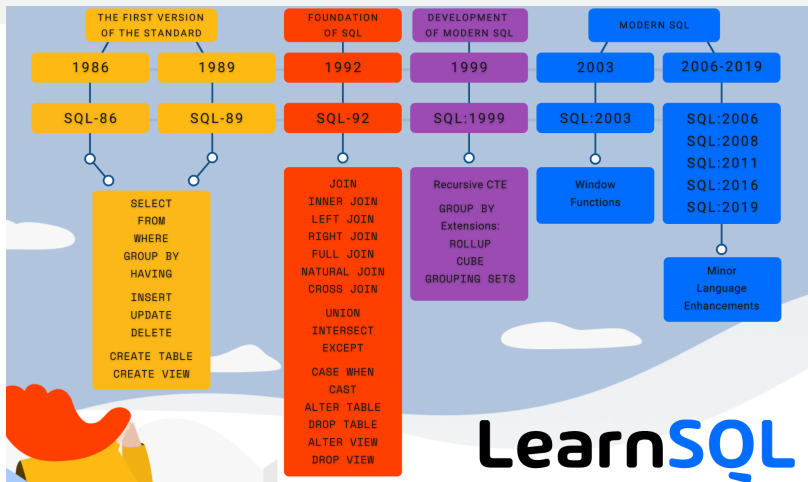 THE FIRST VERSION
OF THE STANDARD
FOUNDATION
OF SQL
DEVELOPMENT
OF MODERN SQL
MODERN SQL
1986
1989
1992
1999
2003
2006-2019
SQL-86
SQL-89
SQL-92
SQL:1999
SQL:2003
SQL:2006
SQL:2008
SQL:2011
SQL:2016
SQL:2019
SELECT
FROM
WHERE
GROUP BY
HAVING
INSERT
UPDATE
DELETE
CREATE TABLE
CREATE VIEW
JOIN
INNER JOIN
LEFT JOIN
RIGHT JOIN
FULL JOIN
NATURAL JOIN
CROSS JOIN
UNION
INTERSECT
EXCEPT
CASE WHEN
CAST
ALTER TABLE
DROP TABLE
ALTER VIEW
DROP VIEW
Recursive CTE
GROUP BY
Extensions:
ROLLUP
CUBE
GROUPING SETS
Window
Functions
Minor
Language
Enhancements
LearnSQL